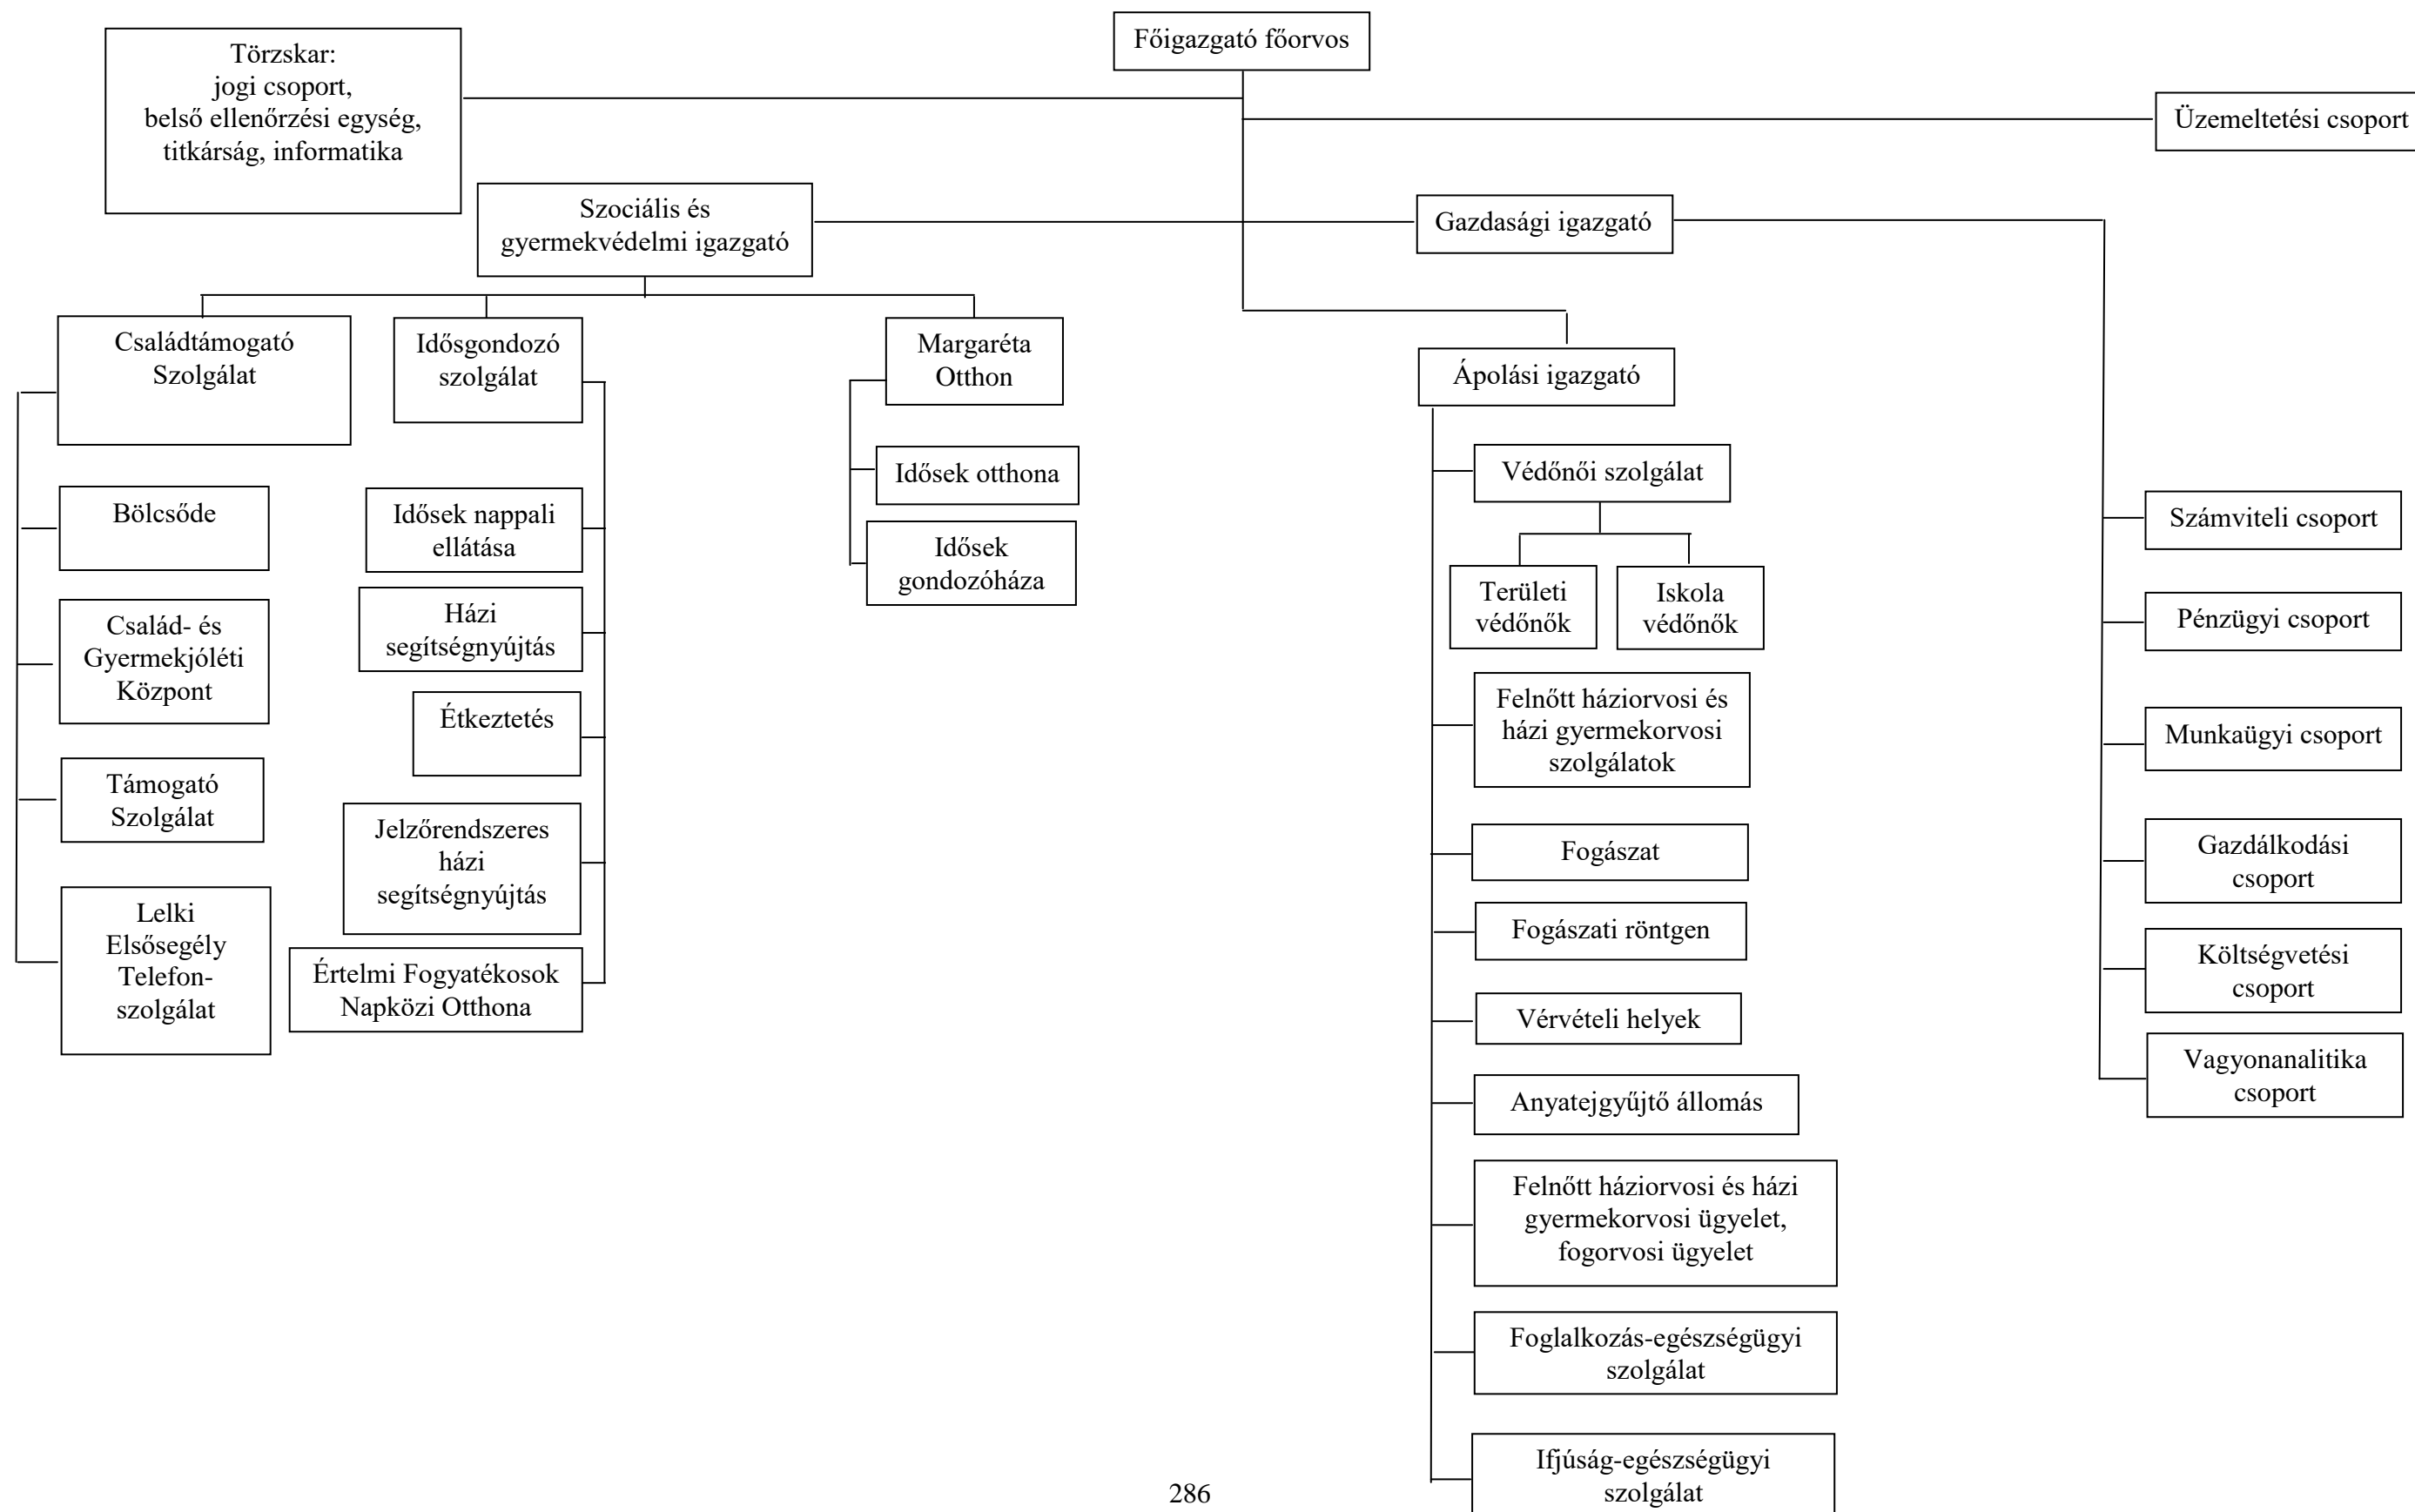 Főigazgató főorvos
Törzskar:
jogi csoport,
belső ellenőrzési egység,
titkárság, informatika
Üzemeltetési csoport
Szociális és
gyermekvédelmi igazgató
Gazdasági igazgató
Családtámogató
Szolgálat
Idősgondozó
szolgálat
Margaréta
Otthon
Ápolási igazgató
Bölcsőde
Család- és
Gyermekjóléti
Központ
Támogató
Szolgálat
Lelki
Elsősegély
Telefon-
szolgálat
Idősek nappali
ellátása
Házi
segítségnyújtás
Étkeztetés
Jelzőrendszeres
házi
segítségnyújtás
Értelmi Fogyatékosok
Napközi Otthona
Idősek otthona
Idősek
gondozóháza
Védőnői szolgálat
Területi
védőnők
Iskola
védőnők
Felnőtt háziorvosi és
házi gyermekorvosi
szolgálatok
Fogászat
Fogászati röntgen
Vérvételi helyek
Anyatejgyűjtő állomás
Felnőtt háziorvosi és házi
gyermekorvosi ügyelet,
fogorvosi ügyelet
Foglalkozás-egészségügyi
szolgálat
Ifjúság-egészségügyi
szolgálat
Számviteli csoport
Pénzügyi csoport
Munkaügyi csoport
Gazdálkodási
csoport
Költségvetési
csoport
Vagyonanalitika
csoport
286